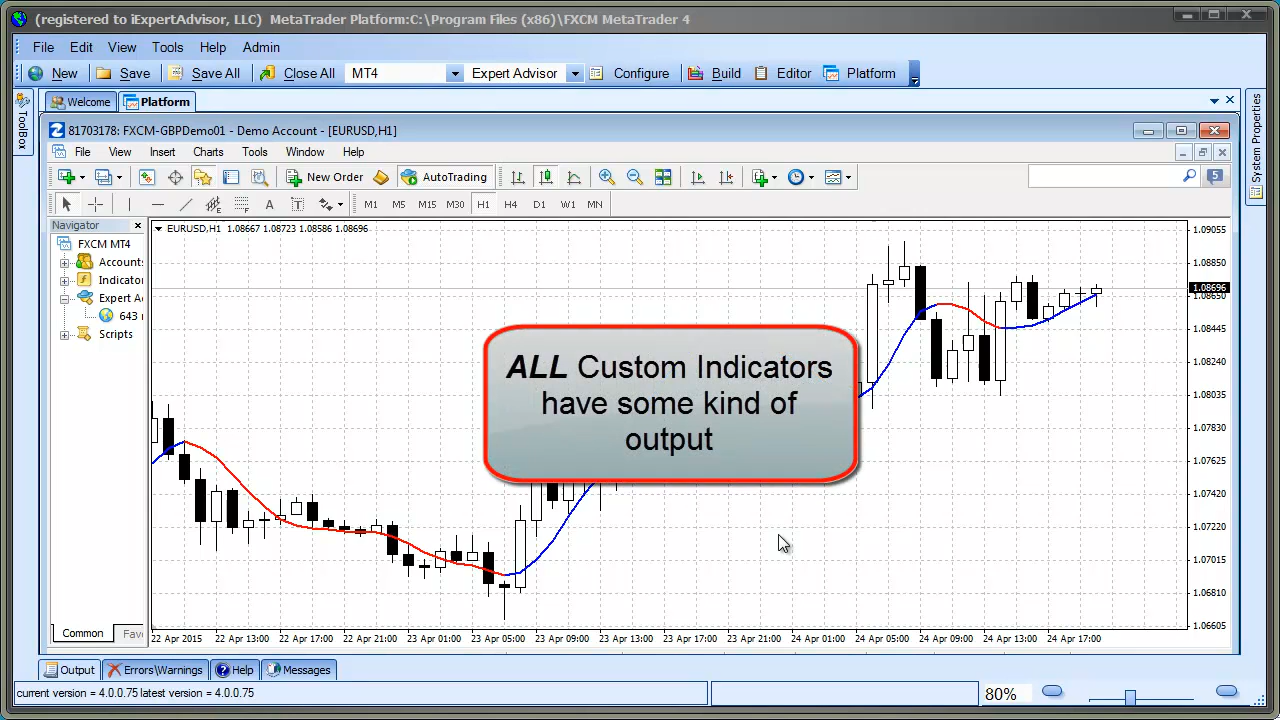 (registered to iExpertAdvisor, LLC) MetaTrader Platform:C:\Program Files (x86)\FXCM MetaTrader 4
File Edit View Tools Help Admin
New Save Save All Close All MT4 Expert Advisor Configure Build Editor Platform
ToolBox
System Properties
Welcome Platform
81703178: FXCM-GBPDemo01 - Demo Account - [EURUSD,H1]
File View Insert Charts Tools Window Help
New Order AutoTrading 5
A T M1 M5 M15 M30 H1 H4 D1 W1 MN
Navigator
FXCM MT4
Accounts
Indicator
Expert A
643
Scripts
Common Fav
EURUSD,H1 1.08667 1.08723 1.08586 1.08696
1.09055
1.08850
1.08696
1.08650
1.08445
1.08240
1.08035
1.07830
1.07625
1.07420
1.07220
1.07015
1.06810
1.06605
ALL Custom Indicators
have some kind of
output
22 Apr 2015 22 Apr 13:00 22 Apr 17:00 22 Apr 21:00 23 Apr 01:00 23 Apr 05:00 23 Apr 09:00 23 Apr 13:00 23 Apr 17:00 23 Apr 21:00 24 Apr 01:00 24 Apr 05:00 24 Apr 09:00 24 Apr 13:00 24 Apr 17:00
Output Errors\Warnings Help Messages
current version = 4.0.0.75 latest version = 4.0.0.75
80%